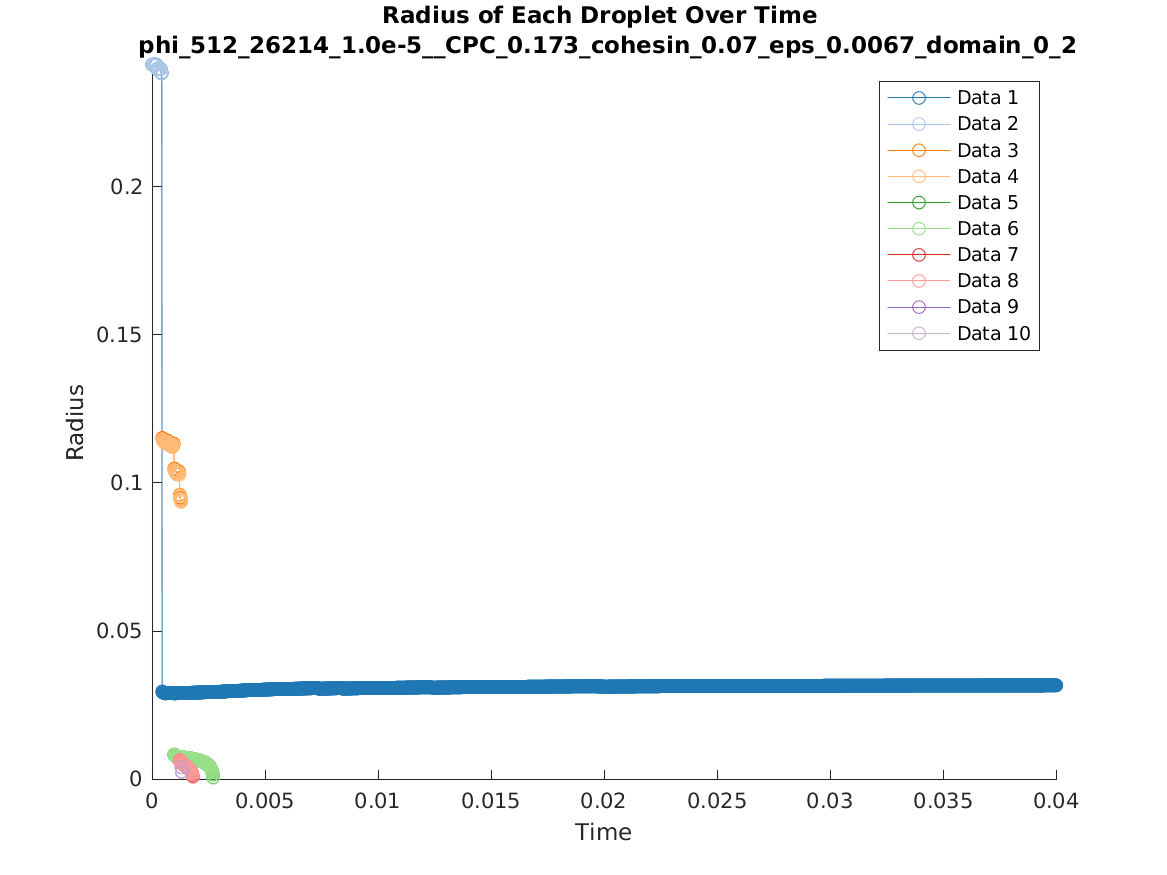 Radius of Each Droplet Over Time
phi_512_26214_1.0e-5__CPC_0.173_cohesin_0.07_eps_0.0067_domain_0_2
Data 1
Data 2
Data 3
Data 4
Data 5
Data 6
Data 7
Data 8
Data 9
Data 10
0.2
0.15
0.1
0.05
0
Radius
0
0.005
0.01
0.015
0.02
0.025
0.03
0.035
0.04
Time